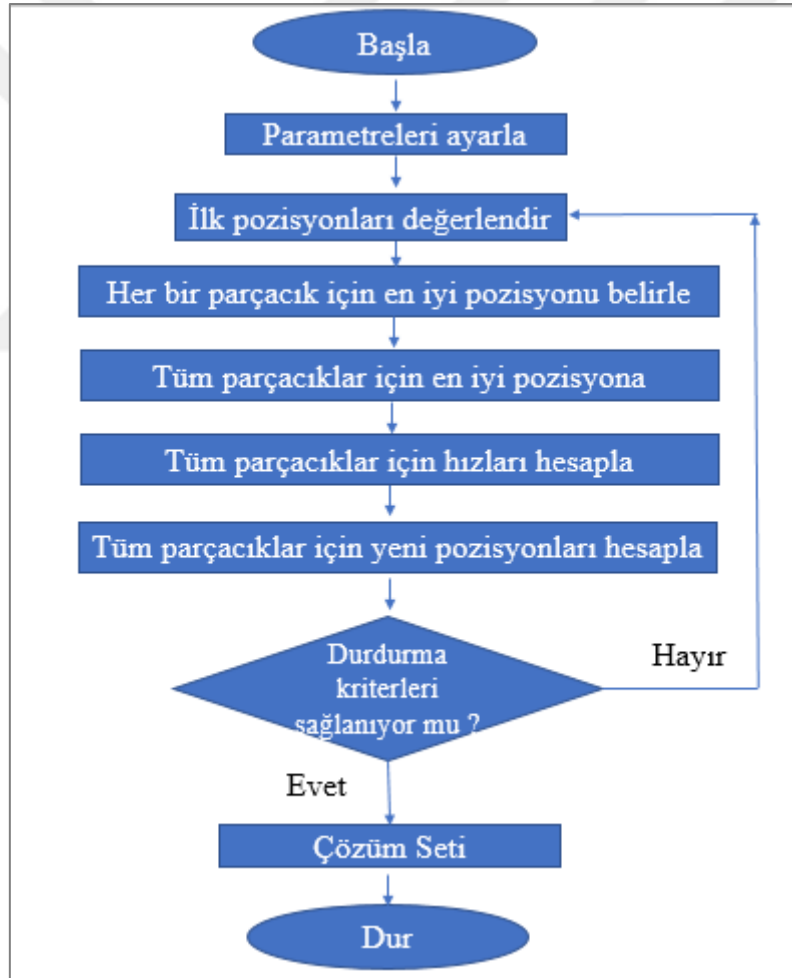 Başla
Parametreleri ayarla
İlk pozisyonları değerlendir
Her bir parçacık için en iyi pozisyonu belirle
Tüm parçacıklar için en iyi pozisyona
Tüm parçacıklar için hızları hesapla
Tüm parçacıklar için yeni pozisyonları hesapla
Durdurma
kriterleri
sağlanıyor mu ?
Hayır
Evet
Çözüm Seti
Dur